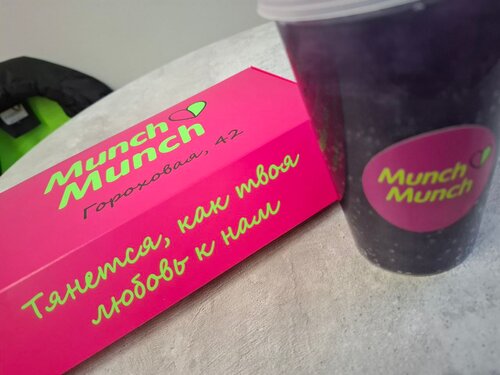 Munch
Munch
Гороховая, 42
Тянется, как твоя
любовь к нам
Munch
Munch